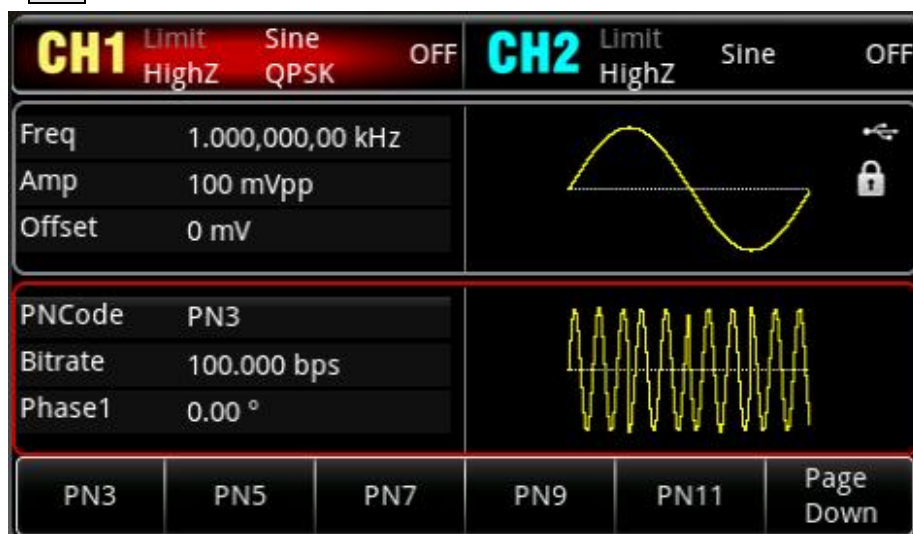 CH1 Limit Sine OFF CH2 Limit Sine OFF
HighZ QPSK HighZ
Freq 1.000,000,00 kHz
Amp 100 mVpp
Offset 0 mV
PNCode PN3
Bitrate 100.000 bps
Phase1 0.00 °
PN3 PN5 PN7 PN9 PN11 Page Down